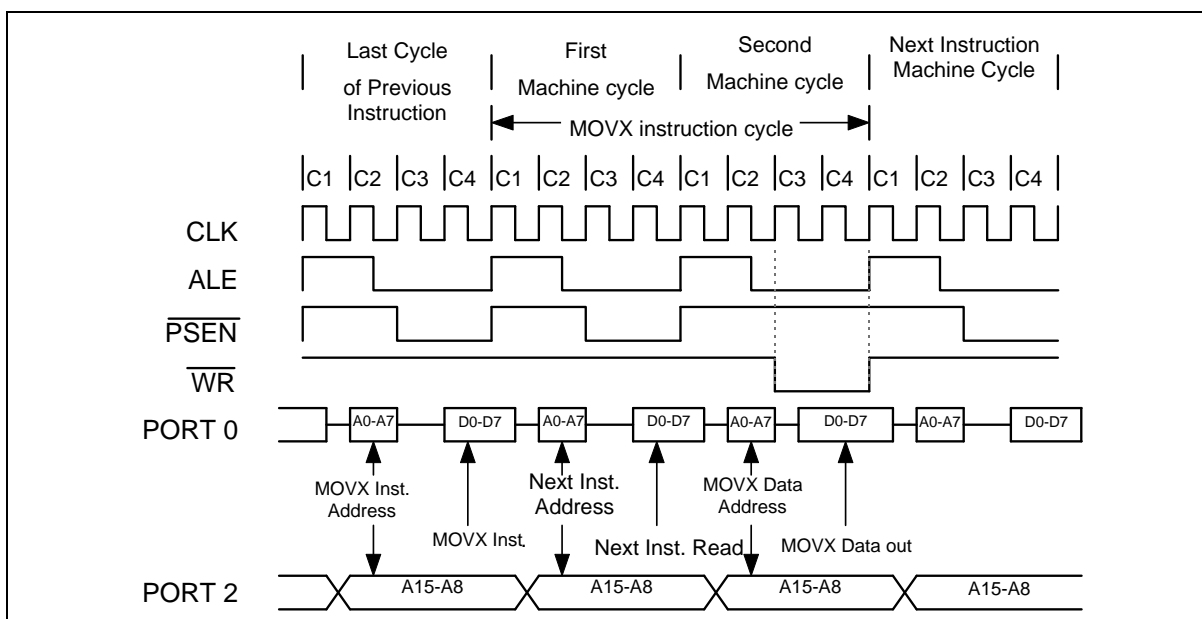 Last Cycle
of Previous
Instruction
First
Machine cycle
Second
Machine cycle
Next Instruction
Machine Cycle
MOVX instruction cycle
C1 C2 C3 C4 C1 C2 C3 C4 C1 C2 C3 C4 C1 C2 C3 C4
CLK
ALE
PSEN
WR
PORT 0
A0-A7 D0-D7 A0-A7 D0-D7 A0-A7 D0-D7 A0-A7 D0-D7
MOVX Inst.
Address
MOVX Inst.
Next Inst.
Address
Next Inst. Read
MOVX Data
Address
MOVX Data out
PORT 2
A15-A8 A15-A8 A15-A8 A15-A8